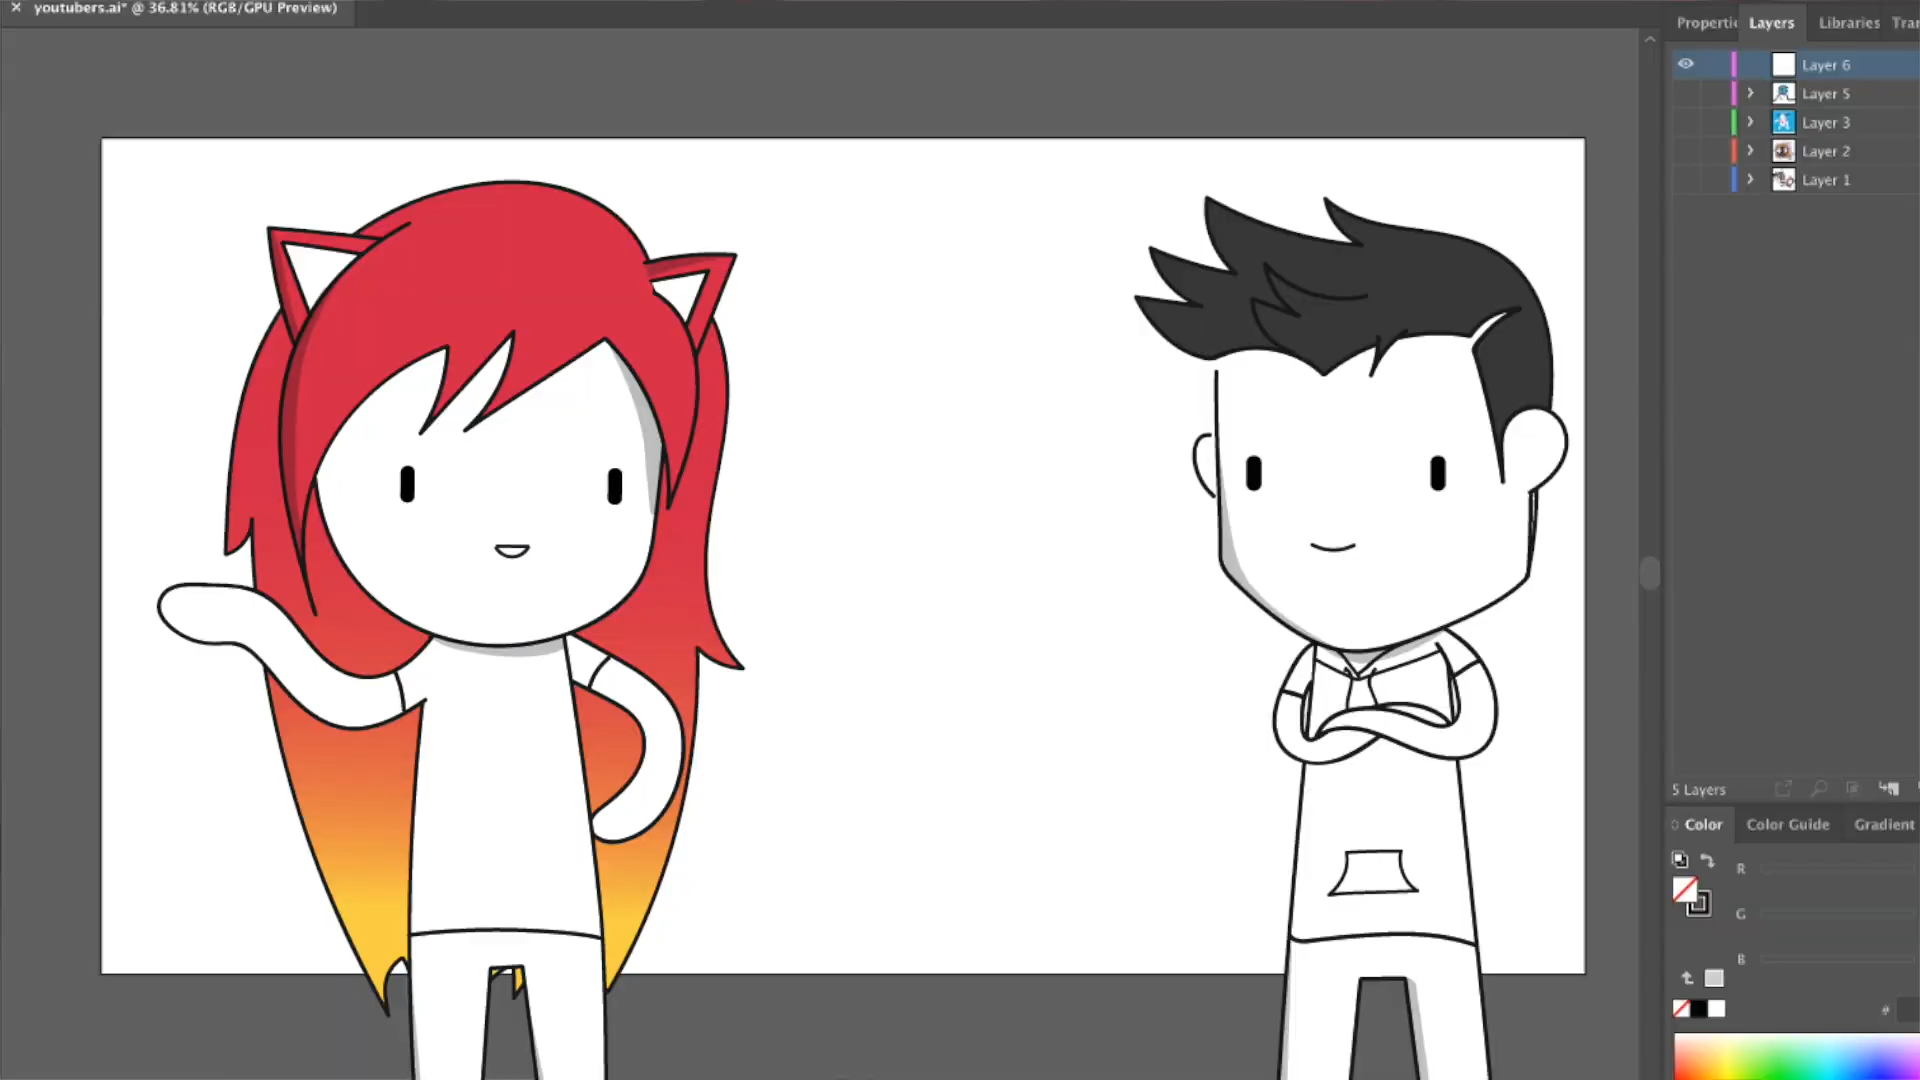 youtubers.ai* @ 36.81% (RGB/GPU Preview)
Layers Libraries
Layer 6
Layer 5
Layer 3
Layer 2
Layer 1
5 Layers
Color Color Guide Gradient
R
G
B
#